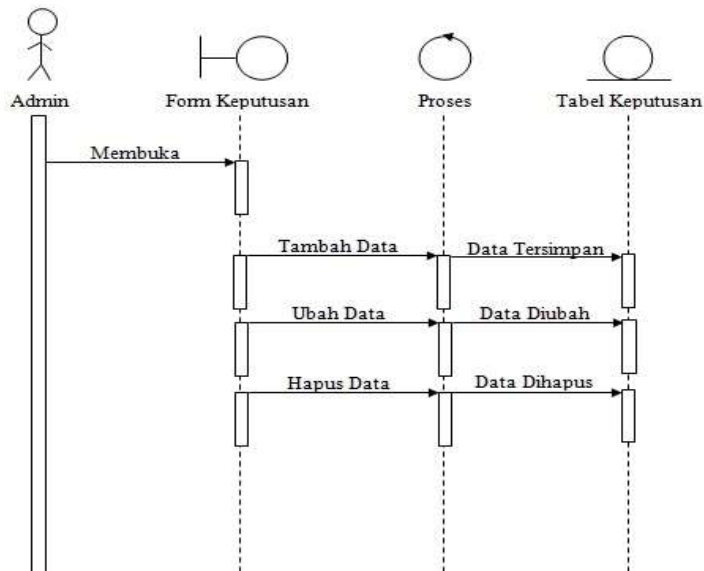 Admin
Form Keputusan
Proses
Tabel Keputusan
Membuka
Tambah Data
Data Tersimpan
Ubah Data
Data Diubah
Hapus Data
Data Dihapus